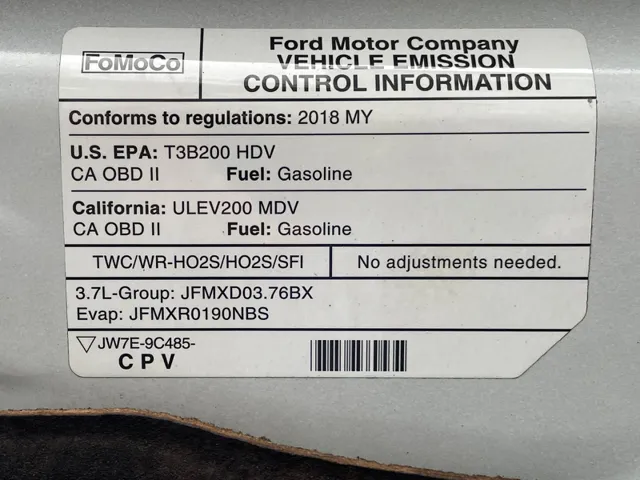 FoMoCo
Ford Motor Company
VEHICLE EMISSION
CONTROL INFORMATION
Conforms to regulations: 2018 MY
U.S. EPA: T3B200 HDV
CA OBD II Fuel: Gasoline
California: ULEV200 MDV
CA OBD II Fuel: Gasoline
TWC/WR-HO2S/HO2S/SFI No adjustments needed.
3.7L-Group: JFMXD03.76BX
Evap: JFMXR0190NBS
JW7E-9C485-
CPV